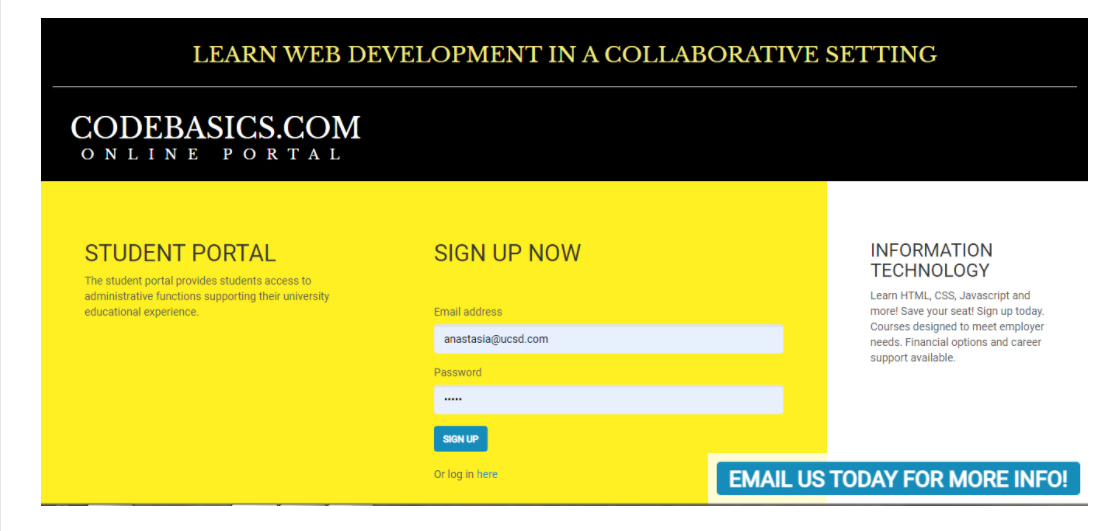 LEARN WEB DEVELOPMENT IN A COLLABORATIVE SETTING
CODEBASICS.COM
ONLINE PORTAL
STUDENT PORTAL
The student portal provides students access to
administrative functions supporting their university
educational experience.
SIGN UP NOW
Email address
anastasia@ucsd.com
Password
•••••
SIGN UP
Or log in here
INFORMATION
TECHNOLOGY
Learn HTML, CSS, Javascript and
more! Save your seat! Sign up today.
Courses designed to meet employer
needs. Financial options and career
support available.
EMAIL US TODAY FOR MORE INFO!